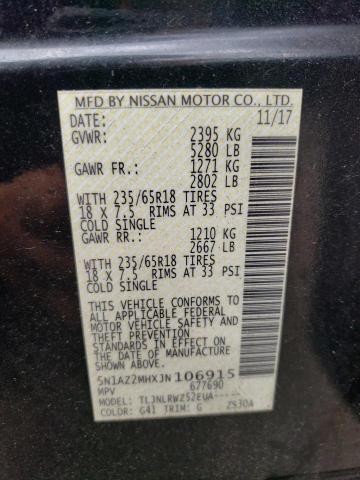 MFD BY NISSAN MOTOR CO., LTD.
DATE: 11/17
GVWR: 2395 KG
5280 LB
GAWR FR.: 1271 KG
2802 LB
WITH 235/65R18 TIRES
18 X 7.5 RIMS AT 33 PSI
COLD SINGLE
GAWR RR.: 1210 KG
2667 LB
WITH 235/65R18 TIRES
18 X 7.5 RIMS AT 33 PSI
COLD SINGLE
THIS VEHICLE CONFORMS TO
ALL APPLICABLE FEDERAL
MOTOR VEHICLE SAFETY AND
THEFT PREVENTION
STANDARDS IN EFFECT ON
THE DATE OF MANUFACTURE
SHOWN ABOVE.
5N1AZ2MHXJN106915
MPV 677690
MODEL: TLJNLRWZ52EUA-----
COLOR: G41 TRIM: G ZS30A